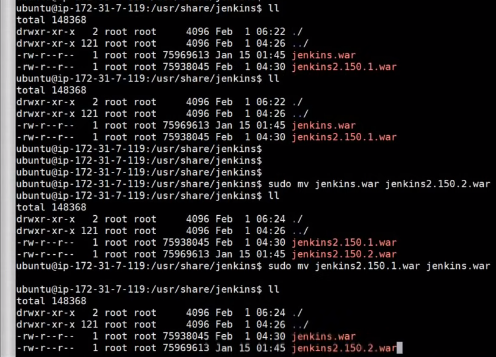 ubuntu@ip-172-31-7-119:/usr/share/jenkins$ ll
total 148368
drwxr-xr-x 2 root root 4096 Feb 1 06:22 ./
drwxr-xr-x 121 root root 4096 Feb 1 04:26 ../
-rw-r--r-- 1 root root 75969613 Jan 15 01:45 jenkins.war
-rw-r--r-- 1 root root 75938045 Feb 1 04:30 jenkins2.150.1.war
ubuntu@ip-172-31-7-119:/usr/share/jenkins$ ll
total 148368
drwxr-xr-x 2 root root 4096 Feb 1 06:22 ./
drwxr-xr-x 121 root root 4096 Feb 1 04:26 ../
-rw-r--r-- 1 root root 75969613 Jan 15 01:45 jenkins.war
-rw-r--r-- 1 root root 75938045 Feb 1 04:30 jenkins2.150.1.war
ubuntu@ip-172-31-7-119:/usr/share/jenkins$
ubuntu@ip-172-31-7-119:/usr/share/jenkins$
ubuntu@ip-172-31-7-119:/usr/share/jenkins$
ubuntu@ip-172-31-7-119:/usr/share/jenkins$ sudo mv jenkins.war jenkins2.150.2.war
ubuntu@ip-172-31-7-119:/usr/share/jenkins$ ll
total 148368
drwxr-xr-x 2 root root 4096 Feb 1 06:24 ./
drwxr-xr-x 121 root root 4096 Feb 1 04:26 ../
-rw-r--r-- 1 root root 75938045 Feb 1 04:30 jenkins2.150.1.war
-rw-r--r-- 1 root root 75969613 Jan 15 01:45 jenkins2.150.2.war
ubuntu@ip-172-31-7-119:/usr/share/jenkins$ sudo mv jenkins2.150.1.war jenkins.war
ubuntu@ip-172-31-7-119:/usr/share/jenkins$ ll
total 148368
drwxr-xr-x 2 root root 4096 Feb 1 06:24 ./
drwxr-xr-x 121 root root 4096 Feb 1 04:26 ../
-rw-r--r-- 1 root root 75938045 Feb 1 04:30 jenkins.war
-rw-r--r-- 1 root root 75969613 Jan 15 01:45 jenkins2.150.2.war